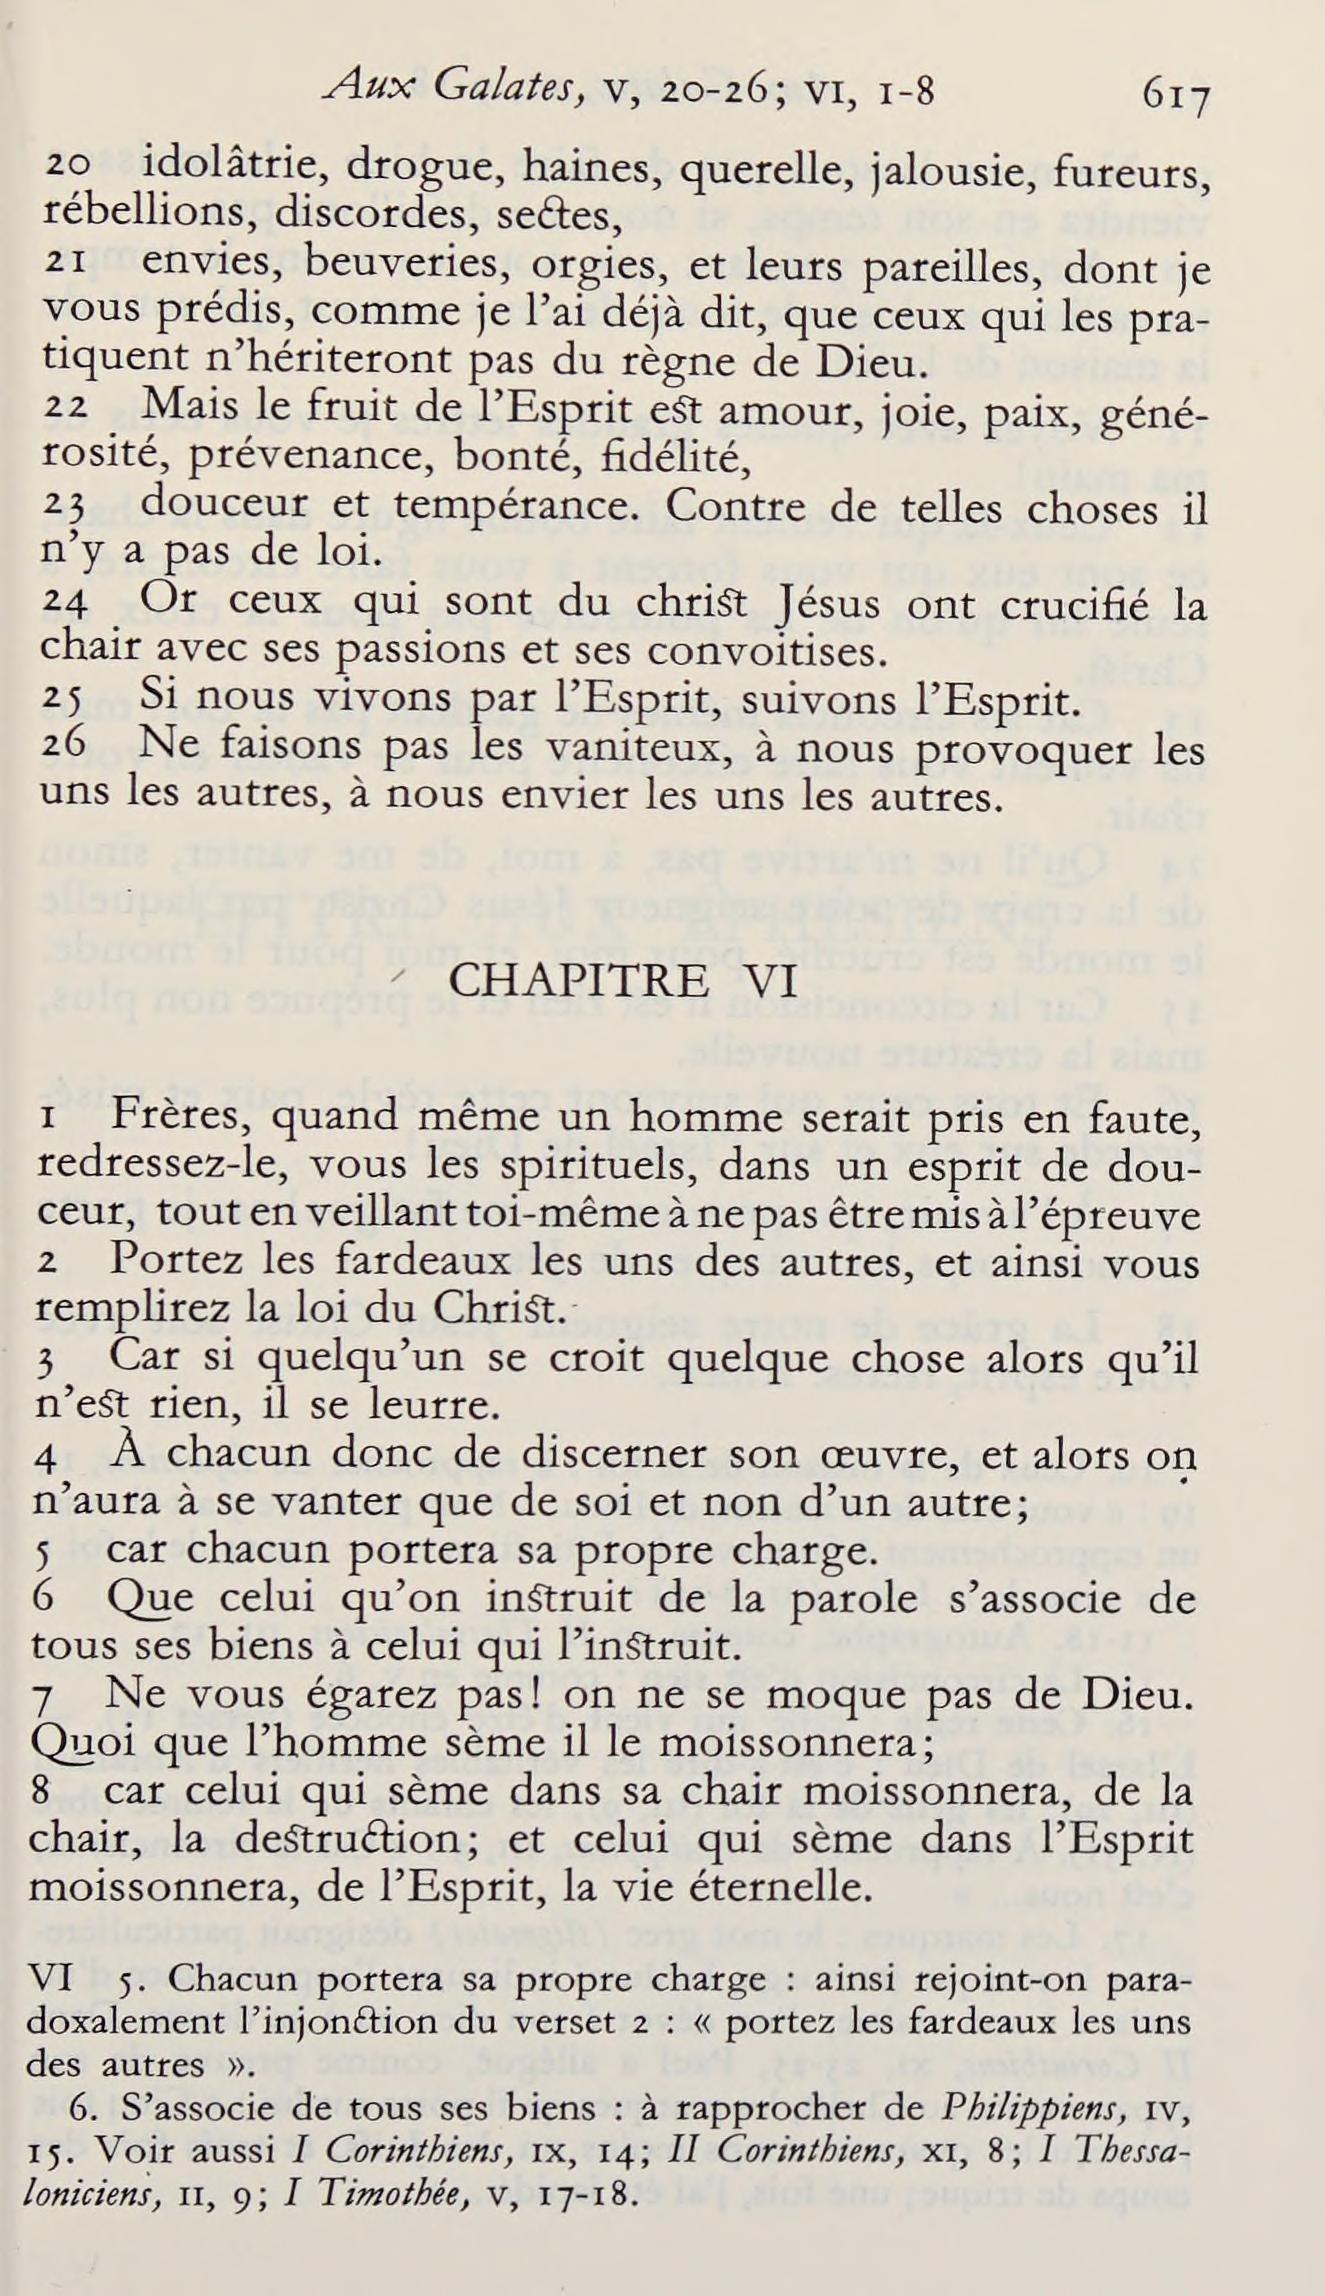 Aux Galates, V, 20-26; VI, 1-8 617
20 idolâtrie, drogue, haines, querelle, jalousie, fureurs,
rébellions, discordes, sectes,
21 envies, beuveries, orgies, et leurs pareilles, dont je
vous prédis, comme je l’ai déjà dit, que ceux qui les pra-
tiquent n’hériteront pas du règne de Dieu.
22 Mais le fruit de l’Esprit est amour, joie, paix, géné-
rosité, prévenance, bonté, fidélité,
23 douceur et tempérance. Contre de telles choses il
n’y a pas de loi.
24 Or ceux qui sont du christ Jésus ont crucifié la
chair avec ses passions et ses convoitises.
25 Si nous vivons par l’Esprit, suivons l’Esprit.
26 Ne faisons pas les vaniteux, à nous provoquer les
uns les autres, à nous envier les uns les autres.
CHAPITRE VI
1 Frères, quand même un homme serait pris en faute,
redressez-le, vous les spirituels, dans un esprit de dou-
ceur, tout en veillant toi-même à ne pas être mis à l’épreuve
2 Portez les fardeaux les uns des autres, et ainsi vous
remplirez la loi du Christ.
3 Car si quelqu’un se croit quelque chose alors qu’il
n’est rien, il se leurre.
4 À chacun donc de discerner son œuvre, et alors on
n’aura à se vanter que de soi et non d’un autre;
5 car chacun portera sa propre charge.
6 Que celui qu’on instruit de la parole s’associe de
tous ses biens à celui qui l’instruit.
7 Ne vous égarez pas! on ne se moque pas de Dieu.
Quoi que l’homme sème il le moissonnera;
8 car celui qui sème dans sa chair moissonnera, de la
chair, la destruction; et celui qui sème dans l’Esprit
moissonnera, de l’Esprit, la vie éternelle.
VI 5. Chacun portera sa propre charge : ainsi rejoint-on para-
doxalement l’injonction du verset 2 : « portez les fardeaux les uns
des autres ».
6. S’associe de tous ses biens : à rapprocher de Philippiens, IV,
15. Voir aussi I Corinthiens, IX, 14; II Corinthiens, XI, 8; I Thessa-
loniciens, II, 9; I Timothée, V, 17-18.